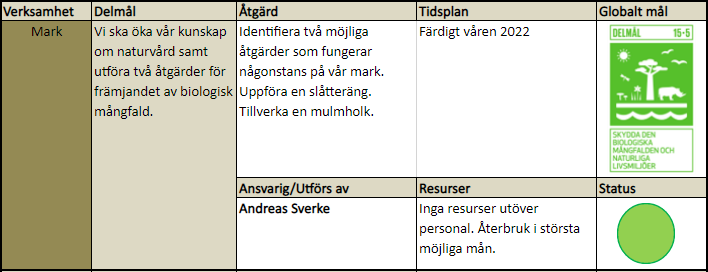 Verksamhet
Delmål
Åtgärd
Tidsplan
Globalt mål
Mark
Vi ska öka vår kunskap
om naturvård samt
utföra två åtgärder för
främjandet av biologisk
mångfald.
Identifiera två möjliga
åtgärder som fungerar
någonstans på vår mark.
Uppföra en slåtteräng.
Tillverka en mulmholk.
Färdigt våren 2022
DELMÅL 15·5
SKYDDA DEN
BIOLOGISKA
MÅNGFALDEN OCH
NATURLIGA
LIVSMILJÖER
Ansvarig/Utförs av
Resurser
Status
Andreas Sverke
Inga resurser utöver
personal. Återbruk i största
möjliga mån.